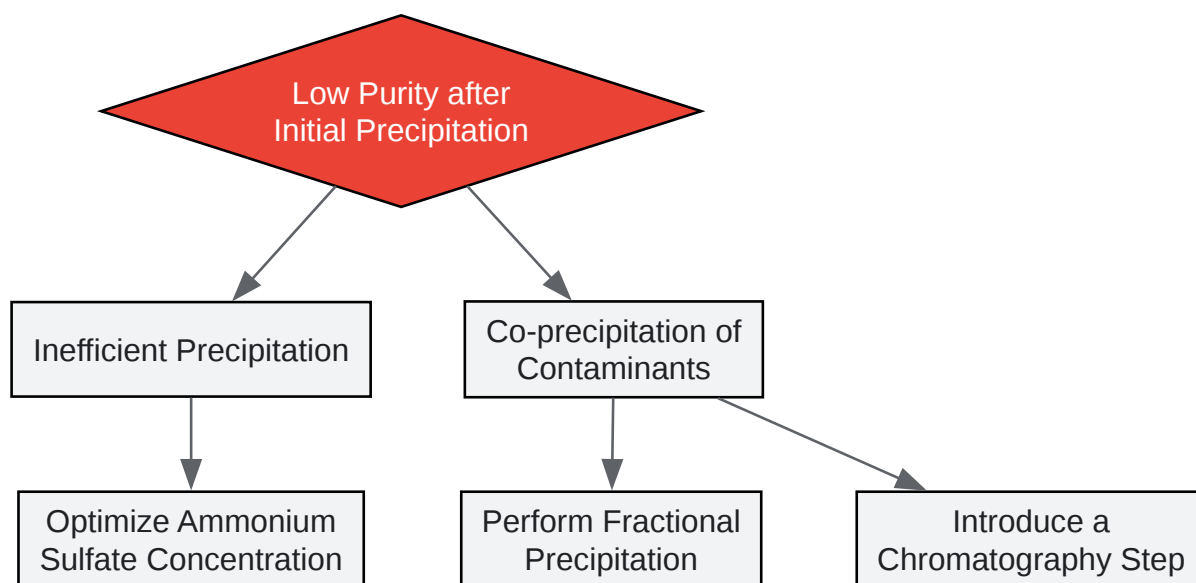 Low Purity after
Initial Precipitation
Inefficient Precipitation
Co-precipitation of
Contaminants
Optimize Ammonium
Sulfate Concentration
Perform Fractional
Precipitation
Introduce a
Chromatography Step